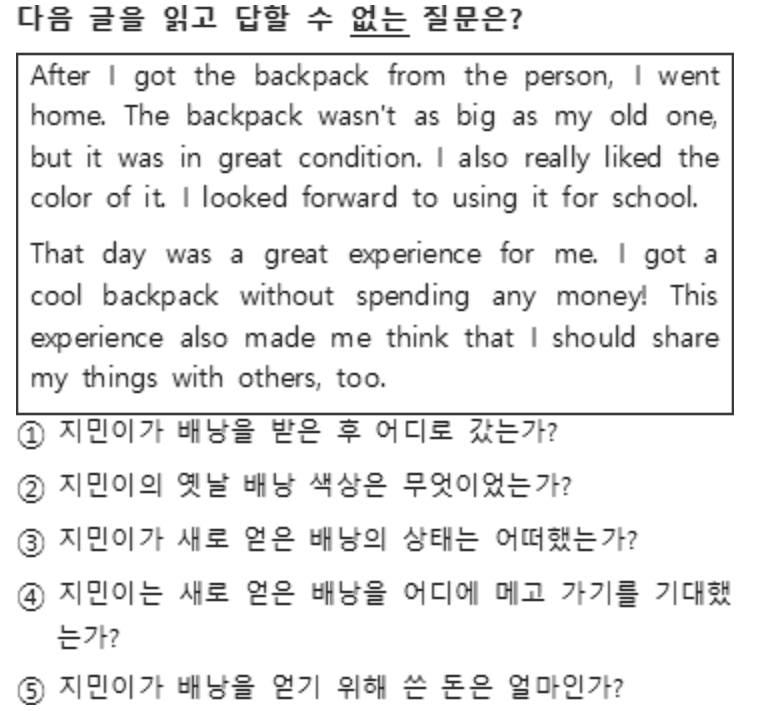 다음 글을 읽고 답할 수 없는 질문은?
After I got the backpack from the person, I went
home. The backpack wasn't as big as my old one,
but it was in great condition. I also really liked the
color of it. I looked forward to using it for school.
That day was a great experience for me. I got a
cool backpack without spending any money! This
experience also made me think that I should share
my things with others, too.
① 지민이가 배낭을 받은 후 어디로 갔는가?
② 지민이의 옛날 배낭 색상은 무엇이었는가?
③ 지민이가 새로 얻은 배낭의 상태는 어떠했는가?
④ 지민이는 새로 얻은 배낭을 어디에 메고 가기를 기대했
는가?
⑤ 지민이가 배낭을 얻기 위해 쓴 돈은 얼마인가?